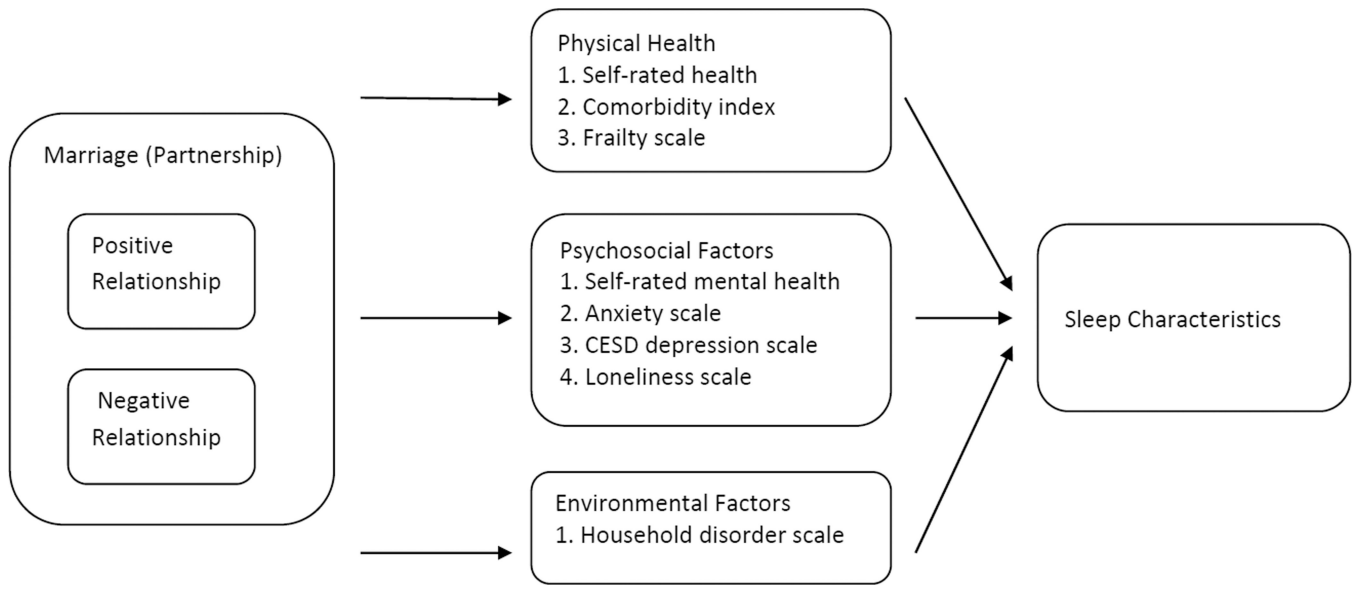 Marriage (Partnership)
Positive
Relationship
Negative
Relationship
Physical Health
1. Self-rated health
2. Comorbidity index
3. Frailty scale
Psychosocial Factors
1. Self-rated mental health
2. Anxiety scale
3. CESD depression scale
4. Loneliness scale
Environmental Factors
1. Household disorder scale
Sleep Characteristics